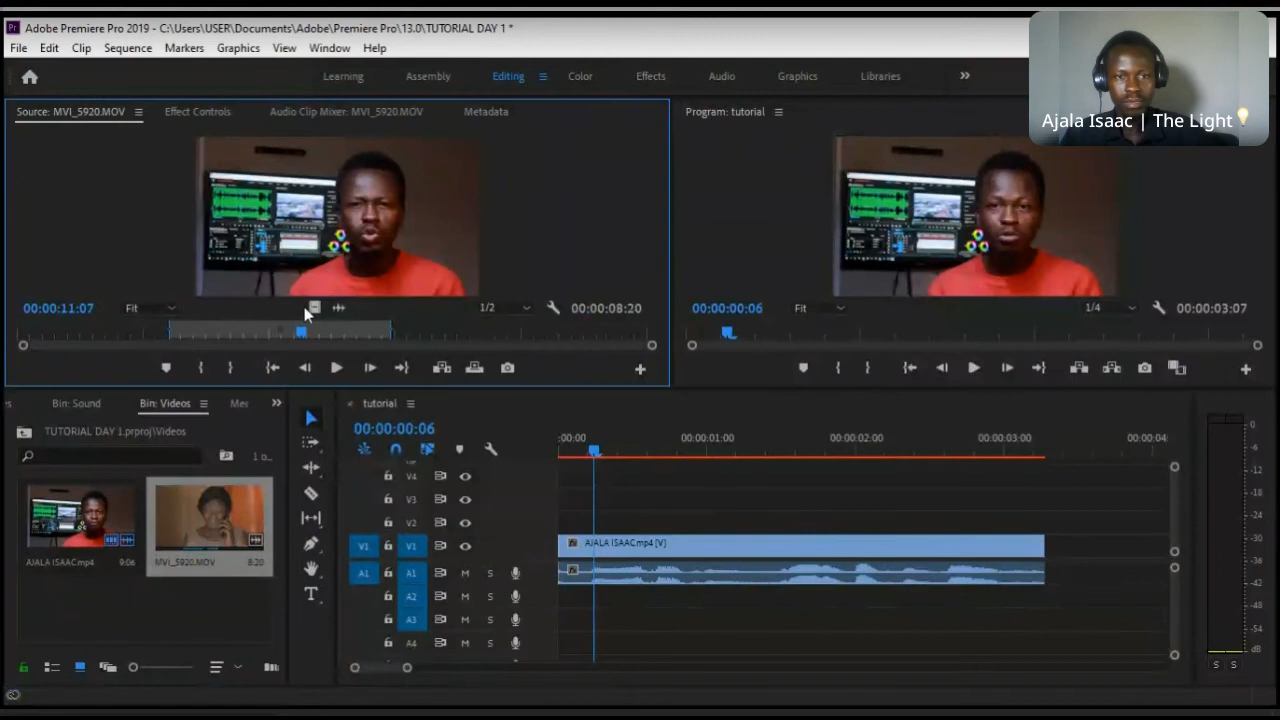 Adobe Premiere Pro 2019 - C:\Users\USER\Documents\Adobe\Premiere Pro\13.0\TUTORIAL DAY 1 *
File Edit Clip Sequence Markers Graphics View Window Help
Learning Assembly Editing Color Effects Audio Graphics Libraries
Ajala Isaac | The Light
Source: MVI_5920.MOV Effect Controls Audio Clip Mixer: MVI_5920.MOV Metadata
Program: tutorial
00:00:11:07 Fit 1/2 00:00:08:20
00:00:00:06 Fit 1/4 00:00:03:07
Bin: Sound Bin: Videos Mec
TUTORIAL DAY 1.prproj\Videos
1 o...
AJALA ISAAC.mp4 9:06
MVI_5920.MOV 8:20
tutorial
00:00:00:06
:00:00 00:00:01:00 00:00:02:00 00:00:03:00 00:00:04
V4
V3
V2
V1 V1 AJALA ISAAC.mp4 [V]
A1 A1 M S
A2 M S
A3 M S
A4 M S
0
-6
-12
-18
-24
-30
-36
-42
-48
-54
dB
S S